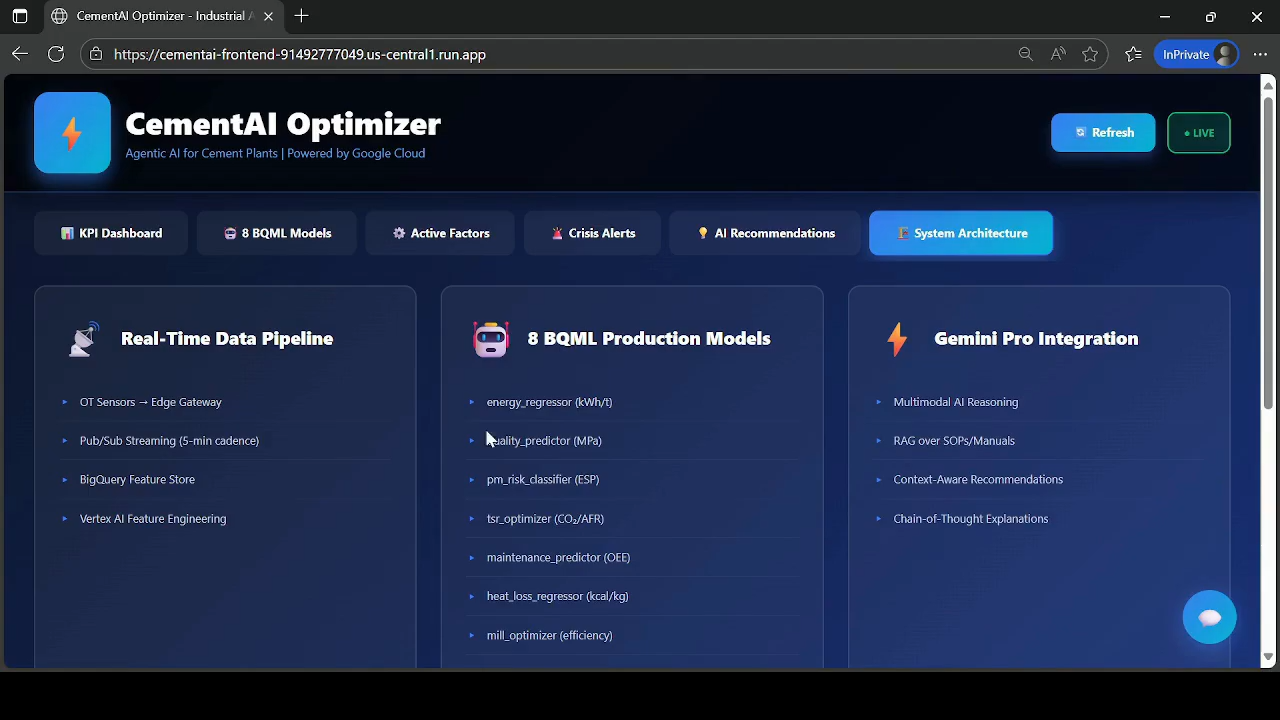 CementAI Optimizer - Industrial A
https://cementai-frontend-91492777049.us-central1.run.app
InPrivate
CementAI Optimizer
Agentic AI for Cement Plants | Powered by Google Cloud
Refresh
• LIVE
KPI Dashboard
8 BQML Models
Active Factors
Crisis Alerts
AI Recommendations
System Architecture
Real-Time Data Pipeline
OT Sensors → Edge Gateway
Pub/Sub Streaming (5-min cadence)
BigQuery Feature Store
Vertex AI Feature Engineering
8 BQML Production Models
energy_regressor (kWh/t)
quality_predictor (MPa)
pm_risk_classifier (ESP)
tsr_optimizer (CO₂/AFR)
maintenance_predictor (OEE)
heat_loss_regressor (kcal/kg)
mill_optimizer (efficiency)
Gemini Pro Integration
Multimodal AI Reasoning
RAG over SOPs/Manuals
Context-Aware Recommendations
Chain-of-Thought Explanations